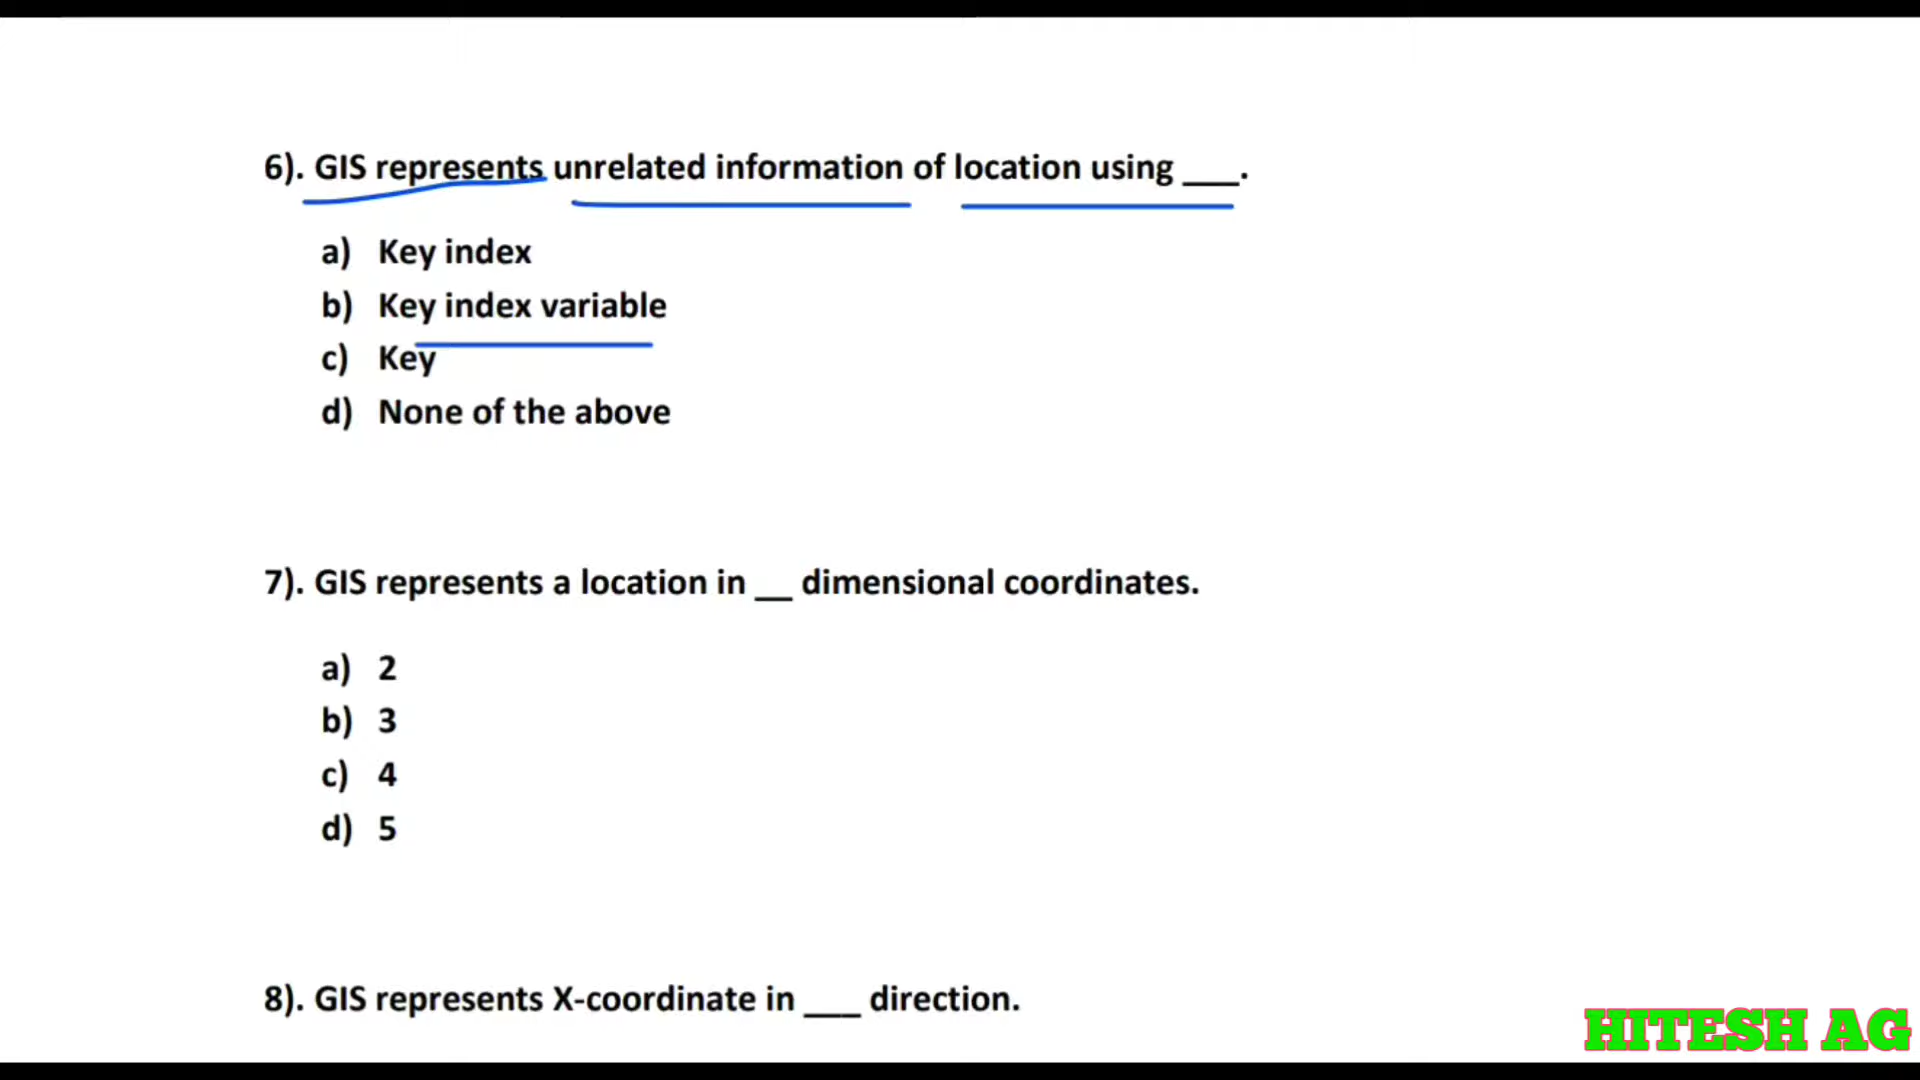 6). GIS represents unrelated information of location using ___.
a) Key index
b) Key index variable
c) Key
d) None of the above
7). GIS represents a location in __ dimensional coordinates.
a) 2
b) 3
c) 4
d) 5
8). GIS represents X-coordinate in ___ direction.
HITESH AG